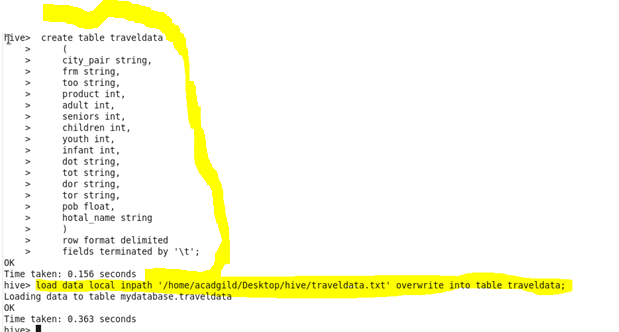 hive>  create table traveldata
    >      (
    >      city_pair string,
    >      frm string,
    >      too string,
    >      product int,
    >      adult int,
    >      seniors int,
    >      children int,
    >      youth int,
    >      infant int,
    >      dot string,
    >      tot string,
    >      dor string,
    >      tor string,
    >      pob float,
    >      hotal_name string
    >      )
    >      row format delimited
    >      fields terminated by '\t';
OK
Time taken: 0.156 seconds
hive> load data local inpath '/home/acadgild/Desktop/hive/traveldata.txt' overwrite into table traveldata;
Loading data to table mydatabase.traveldata
OK
Time taken: 0.363 seconds
hive>